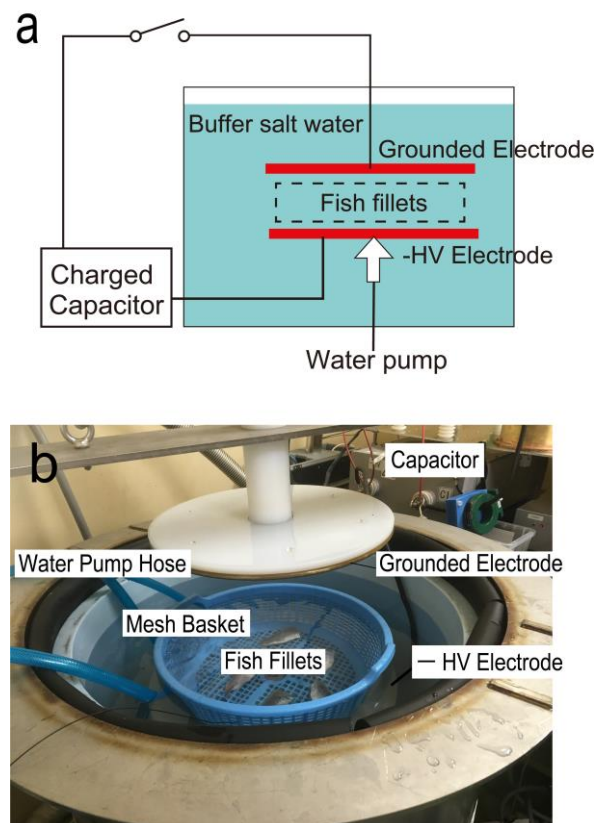 a
Buffer salt water
Grounded Electrode
Fish fillets
-HV Electrode
Charged
Capacitor
Water pump
b
Capacitor
Water Pump Hose
Grounded Electrode
Mesh Basket
Fish Fillets
HV Electrode